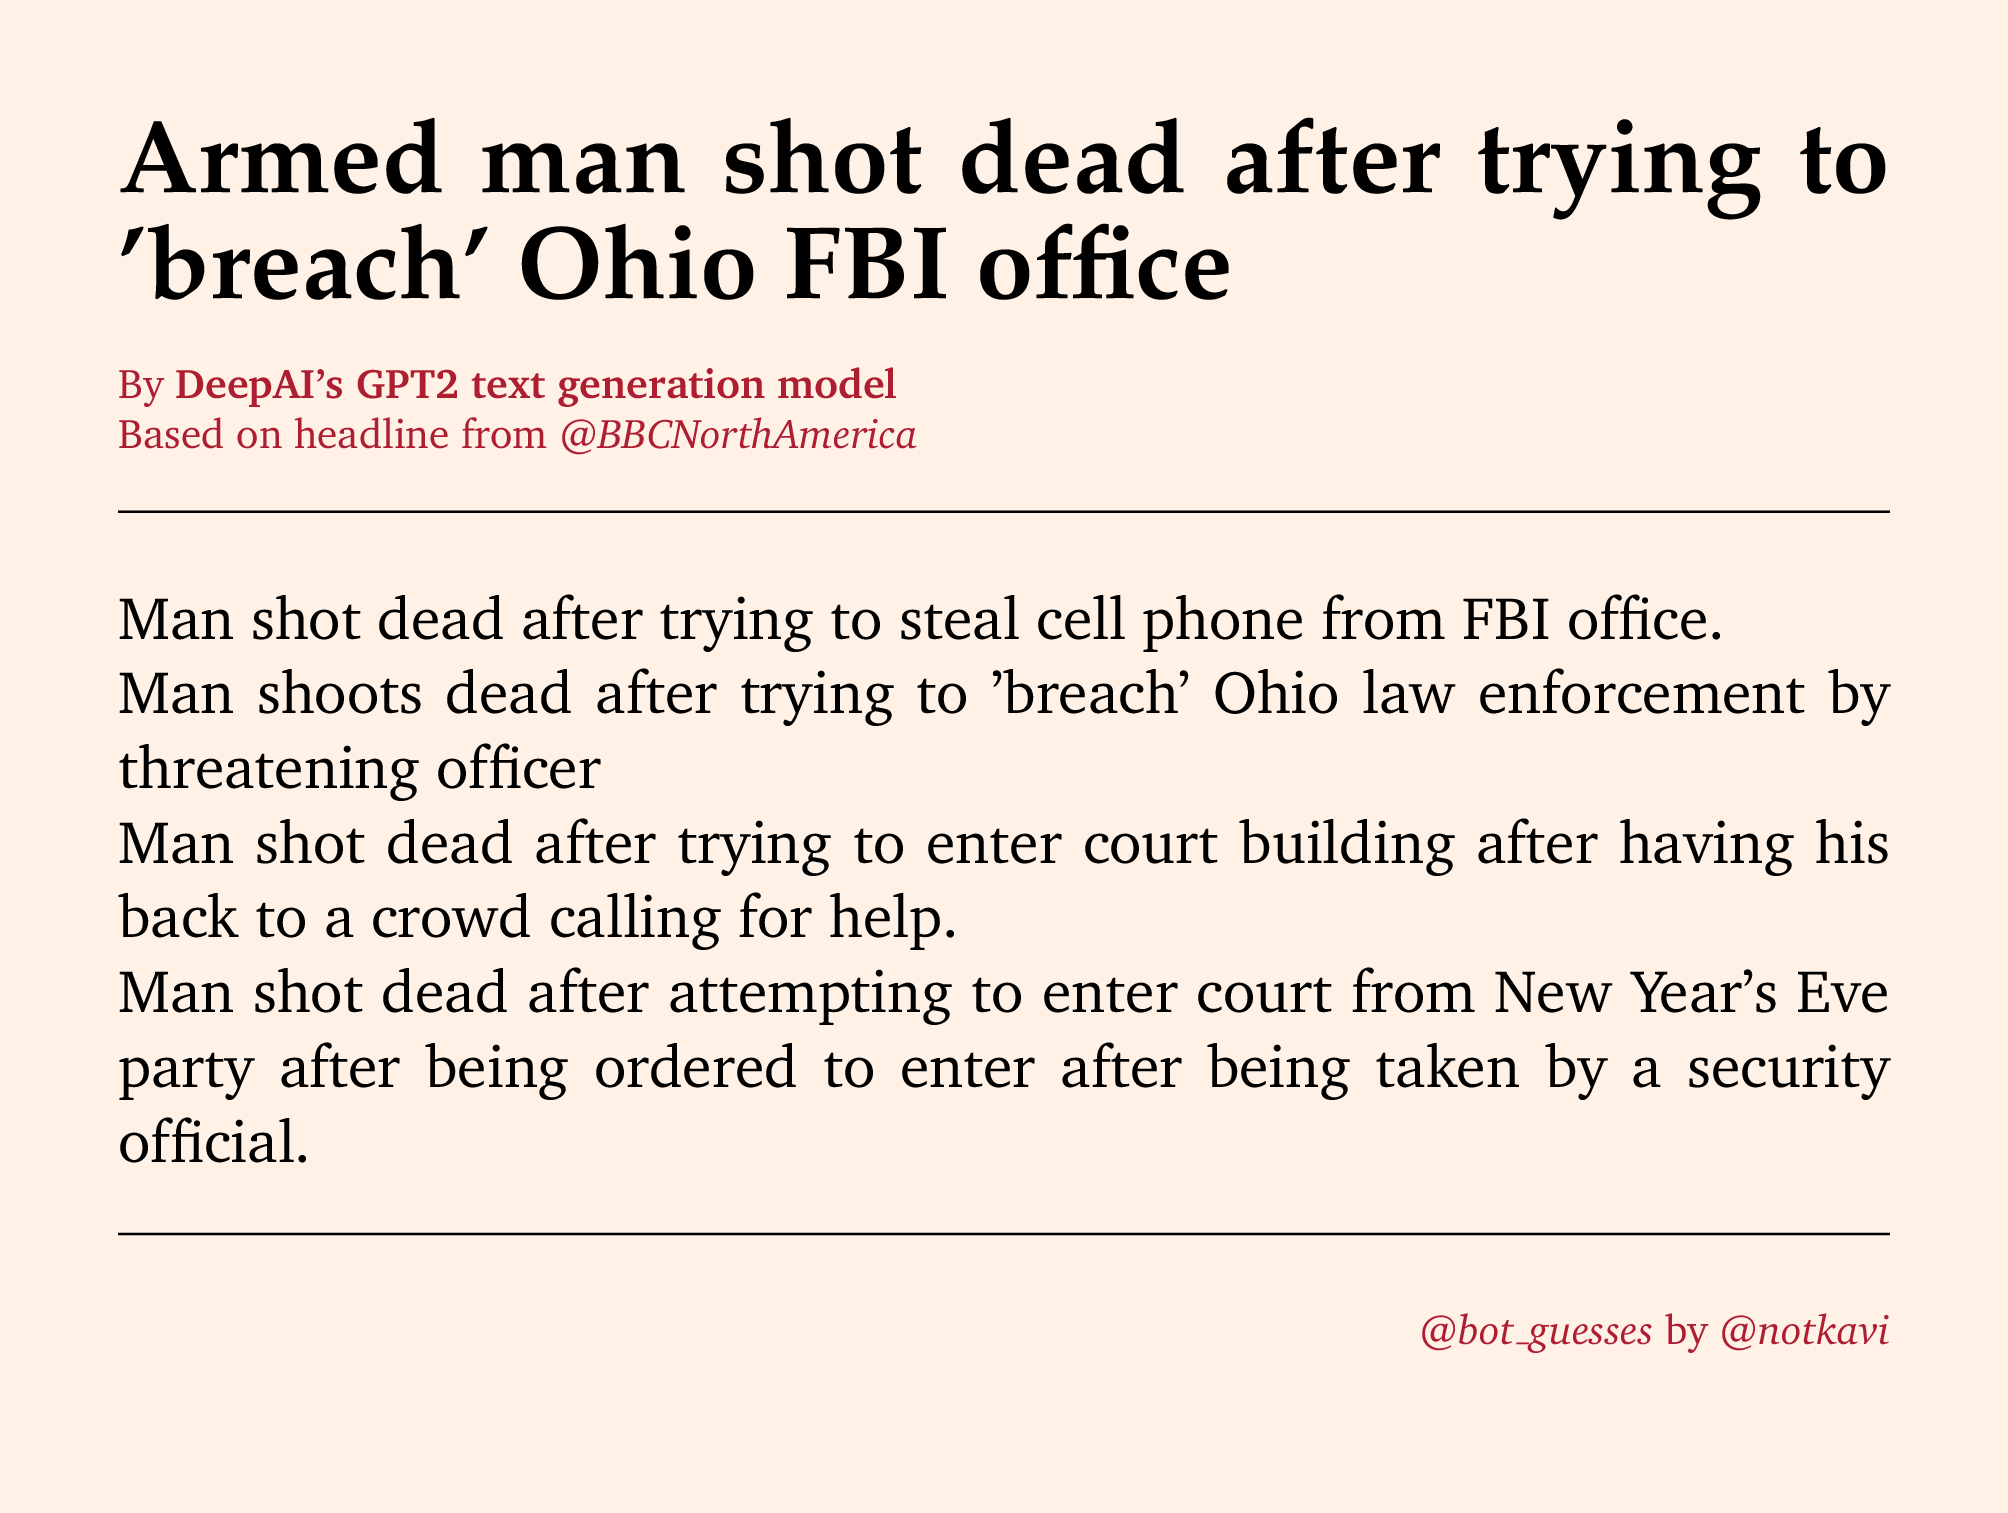 Armed man shot dead after trying to
'breach' Ohio FBI office
By DeepAI's GPT2 text generation model
Based on headline from @BBCNorthAmerica
Man shot dead after trying to steal cell phone from FBI office.
Man shoots dead after trying to 'breach' Ohio law enforcement by
threatening officer
Man shot dead after trying to enter court building after having his
back to a crowd calling for help.
Man shot dead after attempting to enter court from New Year's Eve
party after being ordered to enter after being taken by a security
official.
@bot_guesses by @notkavi